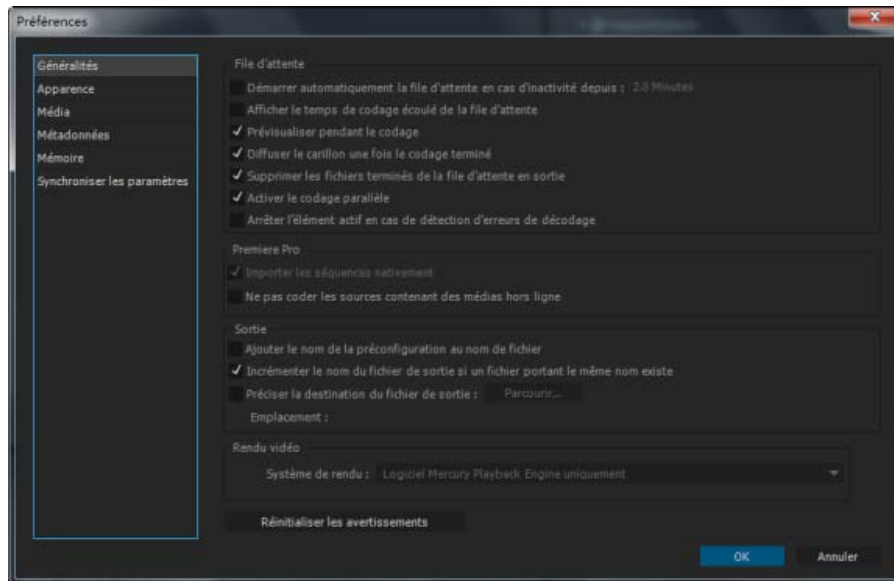 Préférences
Généralités
Apparence
Média
Métadonnées
Mémoire
Synchroniser les paramètres
File d'attente
Démarrer automatiquement la file d'attente en cas d'inactivité depuis : 2.0 Minutes
Afficher le temps de codage écoulé de la file d'attente
Prévisualiser pendant le codage
Diffuser le carillon une fois le codage terminé
Supprimer les fichiers terminés de la file d'attente en sortie
Activer le codage parallèle
Arrêter l'élément actif en cas de détection d'erreurs de décodage
Premiere Pro
Importer les séquences nativement
Ne pas coder les sources contenant des médias hors ligne
Sortie
Ajouter le nom de la préconfiguration au nom de fichier
Incrémenter le nom du fichier de sortie si un fichier portant le même nom existe
Préciser la destination du fichier de sortie : Parcourir...
Emplacement :
Rendu vidéo
Système de rendu : Logiciel Mercury Playback Engine uniquement
Réinitialiser les avertissements
OK Annuler